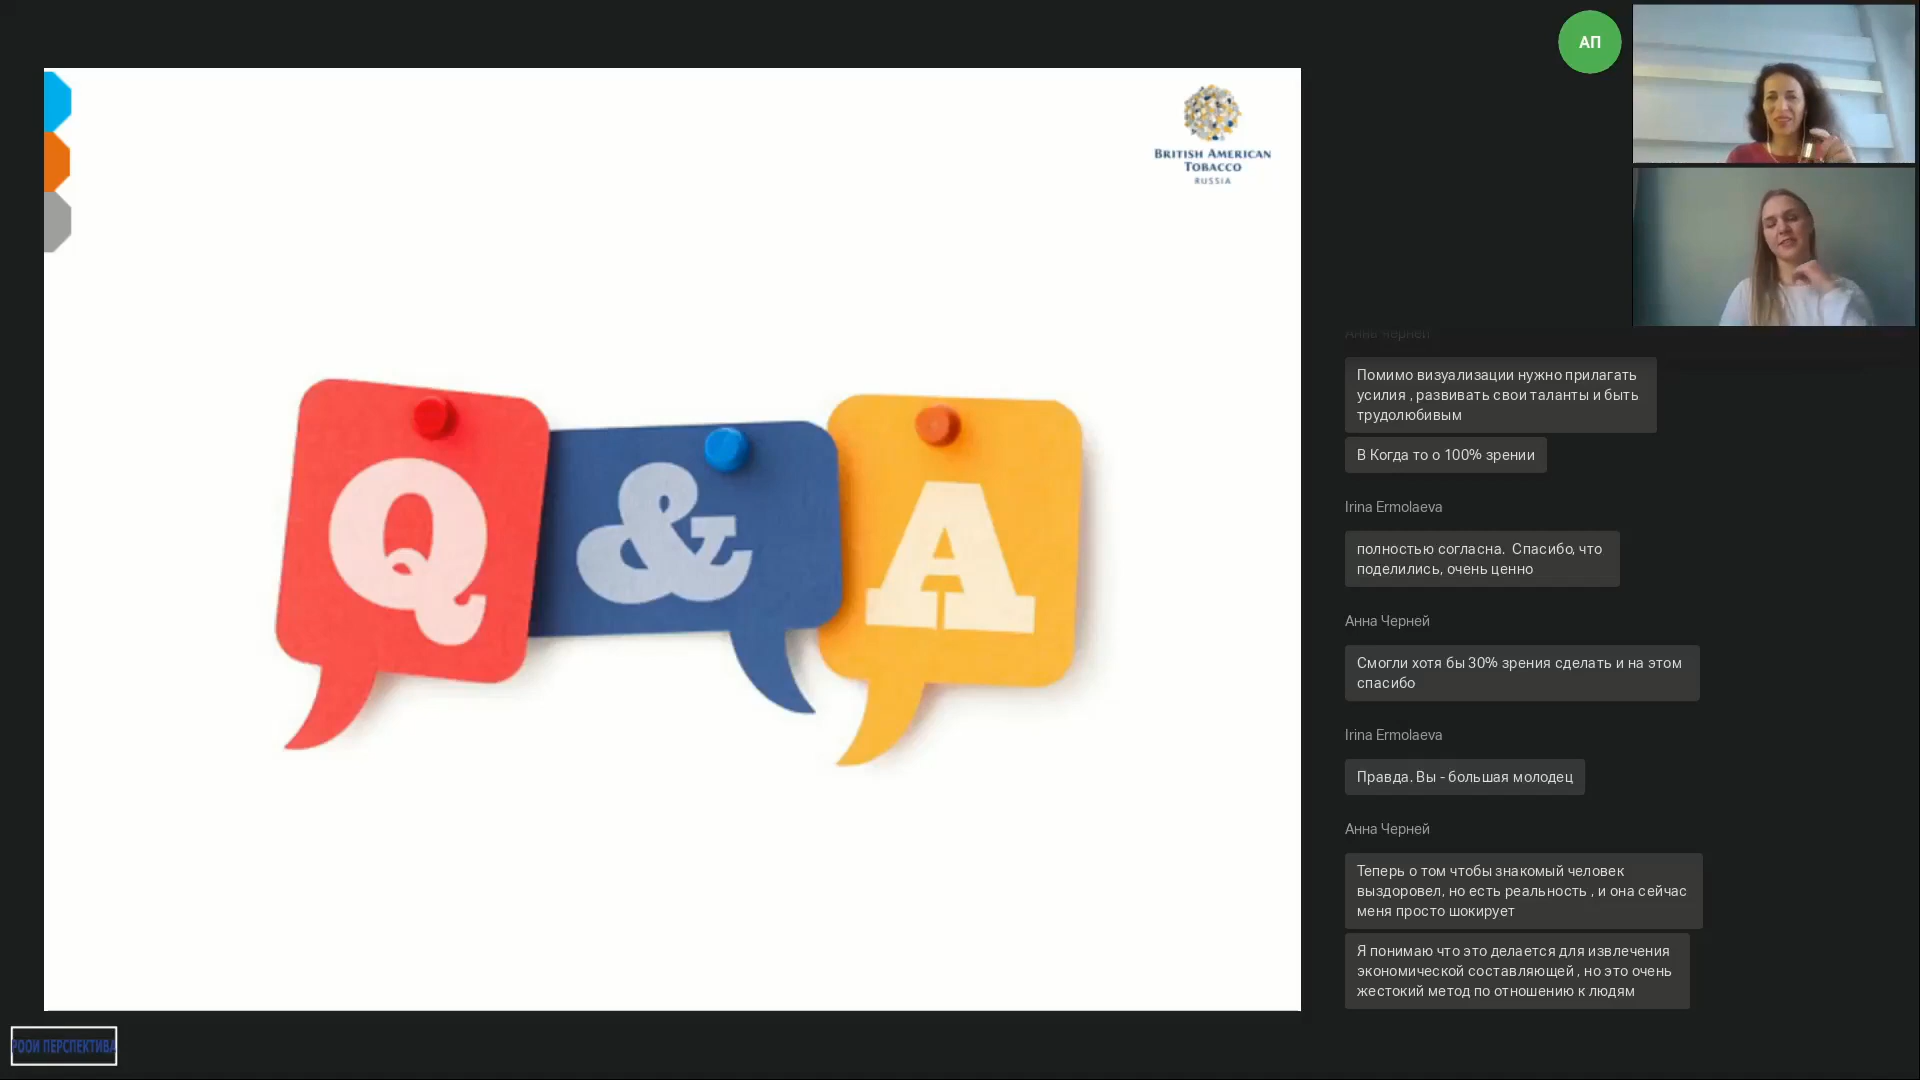 АП
BRITISH AMERICAN
TOBACCO
RUSSIA
Q & A
Анна Черней
Помимо визуализации нужно прилагать
усилия , развивать свои таланты и быть
трудолюбивым
В Когда то о 100% зрении
Irina Ermolaeva
полностью согласна. Спасибо, что
поделились, очень ценно
Анна Черней
Смогли хотя бы 30% зрения сделать и на этом
спасибо
Irina Ermolaeva
Правда. Вы - большая молодец
Анна Черней
Теперь о том чтобы знакомый человек
выздоровел, но есть реальность , и она сейчас
меня просто шокирует
Я понимаю что это делается для извлечения
экономической составляющей , но это очень
жестокий метод по отношению к людям
РООИ ПЕРСПЕКТИВА